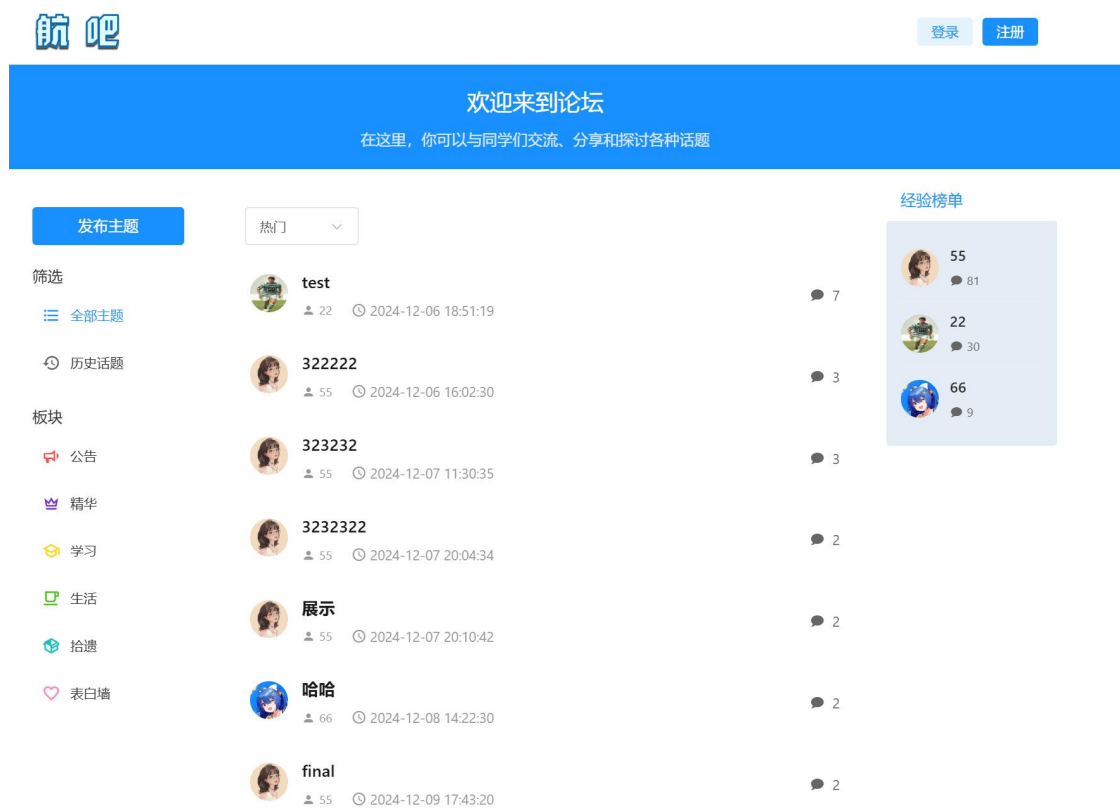 航吧
登录 注册
欢迎来到论坛
在这里，你可以与同学们交流、分享和探讨各种话题
发布主题
筛选
全部主题
历史话题
板块
公告
精华
学习
生活
拾遗
表白墙
热门
test
22 2024-12-06 18:51:19
7
322222
55 2024-12-06 16:02:30
3
323232
55 2024-12-07 11:30:35
3
3232322
55 2024-12-07 20:04:34
2
展示
55 2024-12-07 20:10:42
2
哈哈
66 2024-12-08 14:22:30
2
final
55 2024-12-09 17:43:20
2
经验榜单
55
81
22
30
66
9